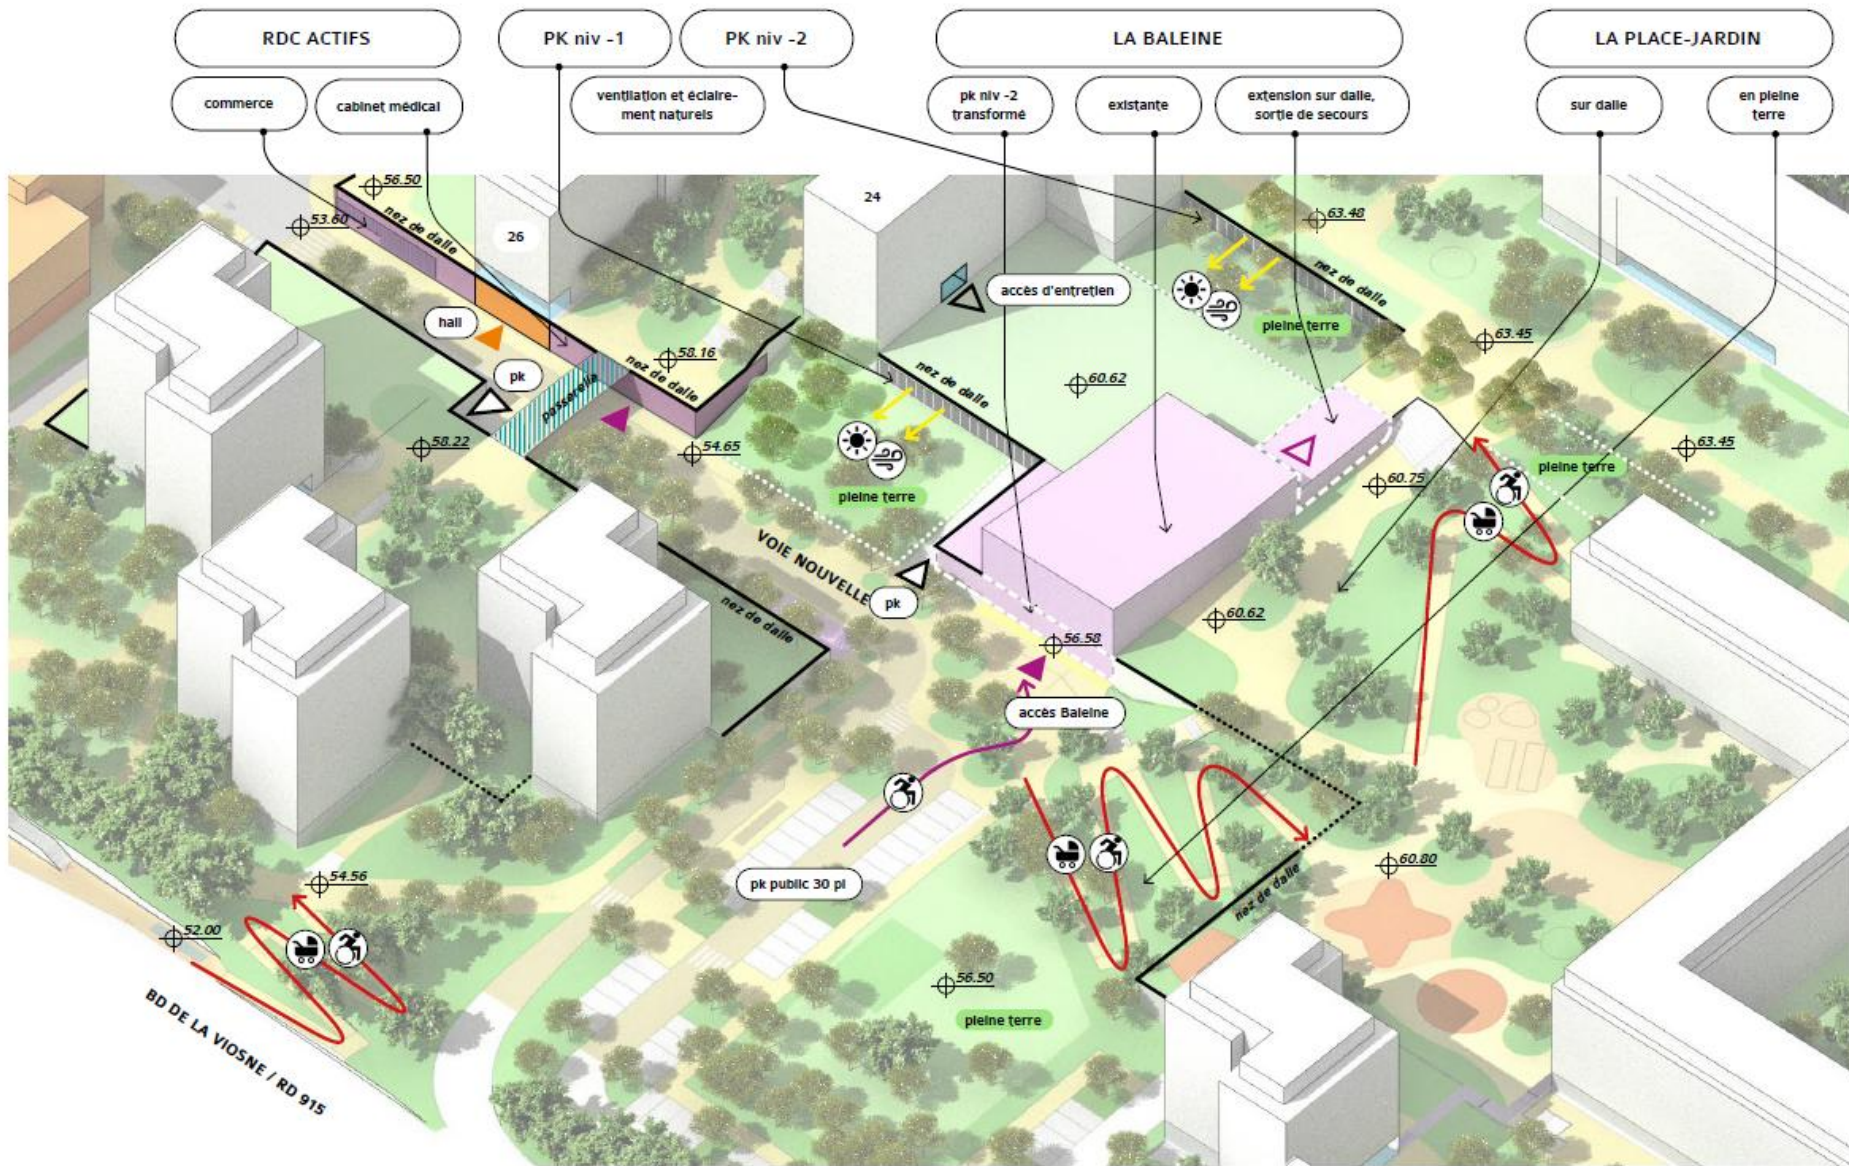 RDC ACTIFS
PK niv -1
PK niv -2
LA BALEINE
LA PLACE-JARDIN
commerce
cabinet médical
ventilation et éclaire-
ment naturels
pk niv -2
transformé
existante
extension sur dalle,
sortie de secours
sur dalle
en pleine
terre
56.50
53.60
nez de dalle
26
24
63.48
nez de dalle
accès d'entretien
pleine terre
hall
58.16
63.45
pk
passerelle
nez de dalle
nez de dalle
60.62
58.22
54.65
63.45
pleine terre
60.75
pleine terre
VOIE NOUVELLE
pk
nez de dalle
60.62
56.58
accès Baleine
pk public 30 pl
60.80
nez de dalle
54.56
52.00
56.50
pleine terre
BD DE LA VIOSNE / RD 915